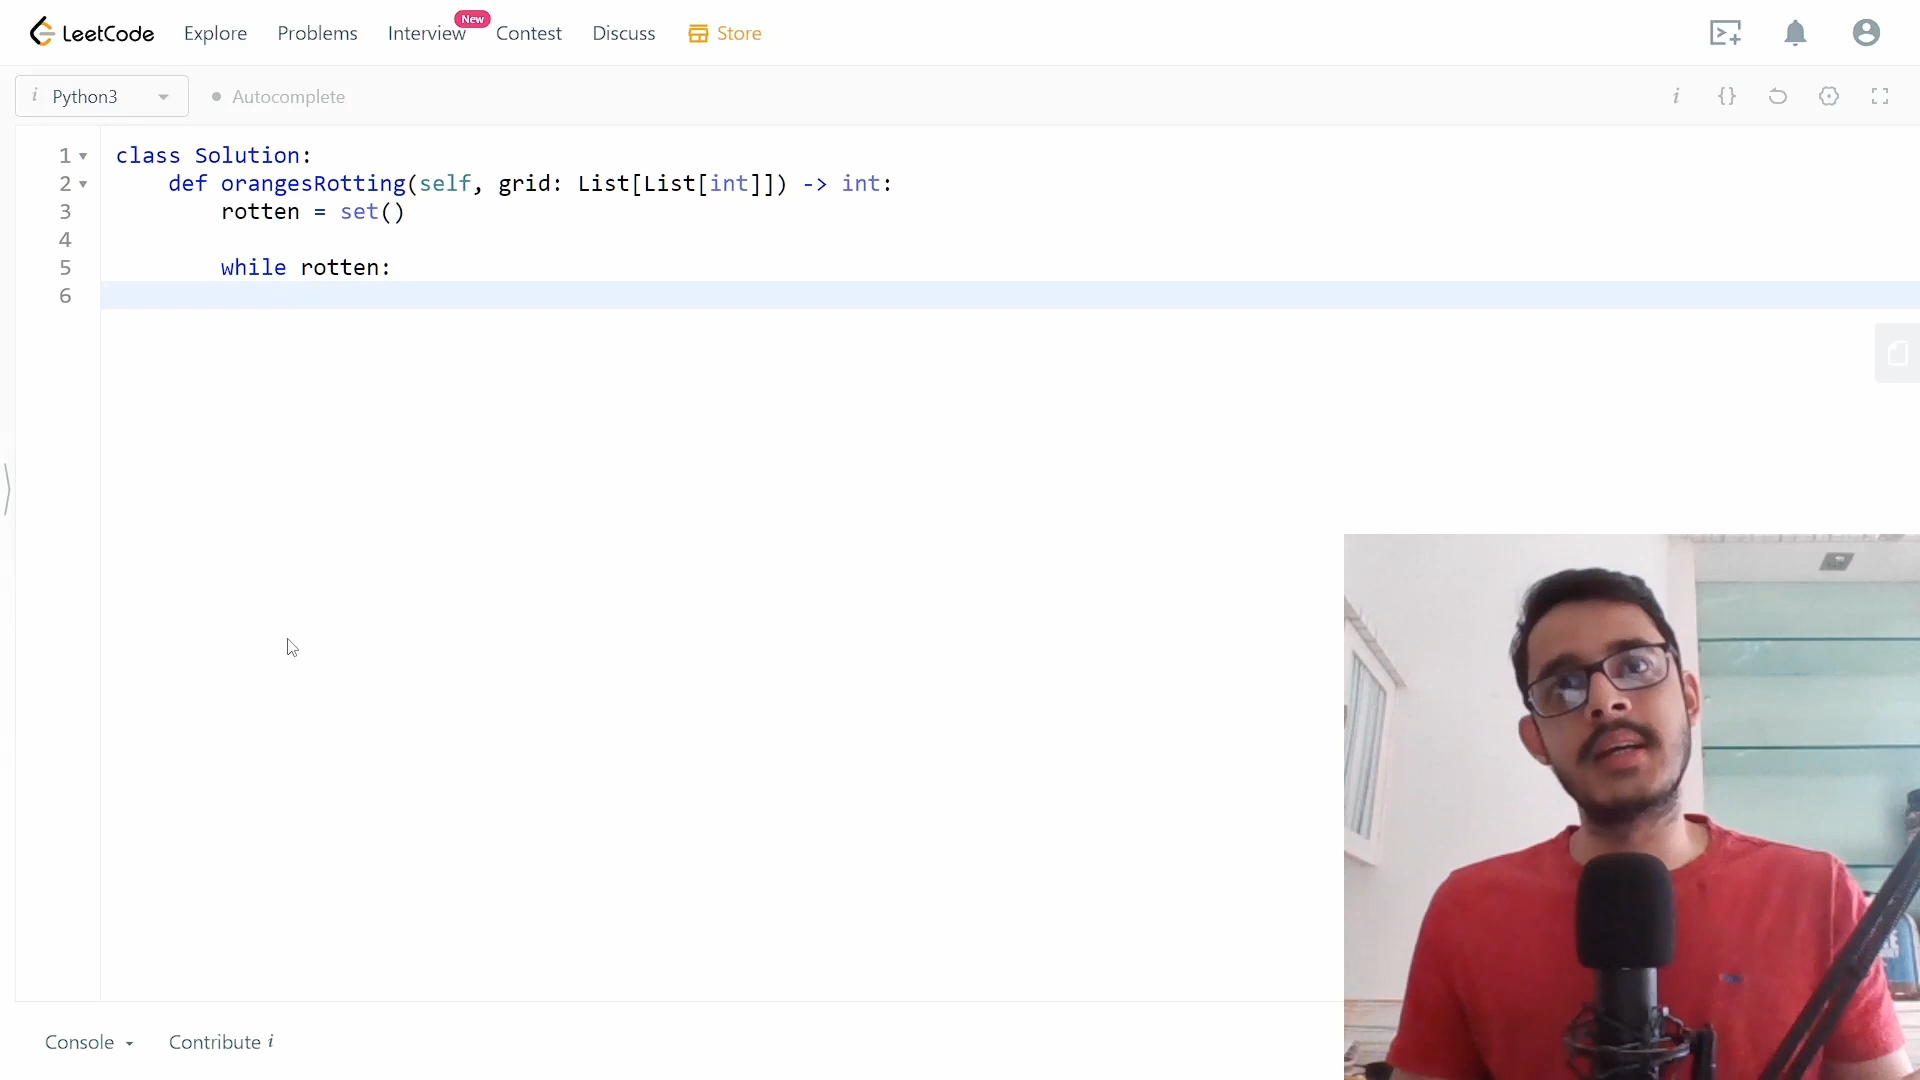 LeetCode Explore Problems Interview New Contest Discuss Store
i Python3 Autocomplete i {}
1 class Solution:
2 def orangesRotting(self, grid: List[List[int]]) -> int:
3 rotten = set()
4
5 while rotten:
6
Console Contribute i